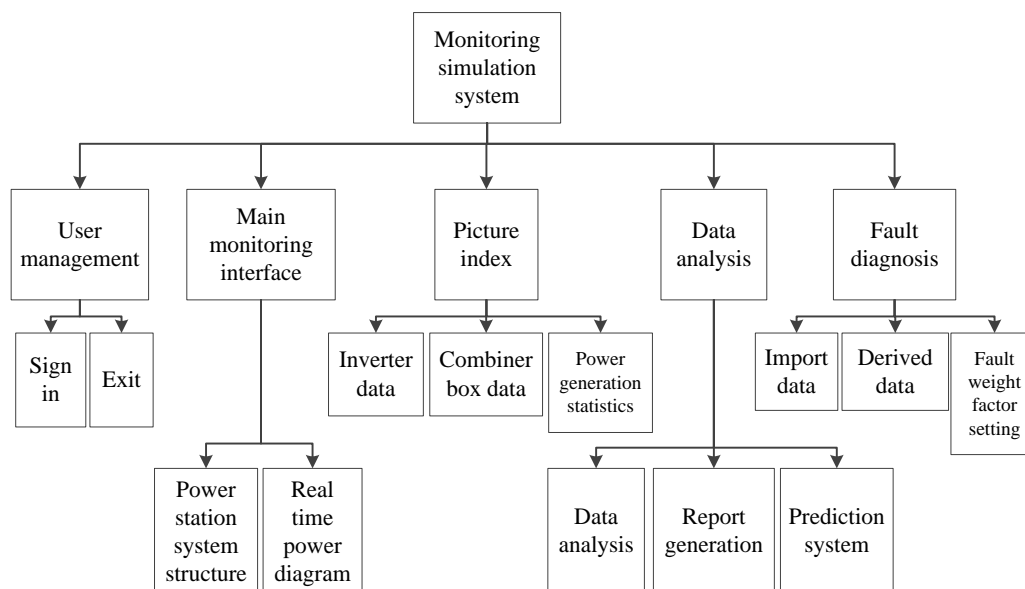 Monitoring
simulation
system
User
management
Main
monitoring
interface
Picture
index
Data
analysis
Fault
diagnosis
Sign
in
Exit
Inverter
data
Combiner
box data
Power
generation
statistics
Import
data
Derived
data
Fault
weight
factor
setting
Power
station
system
structure
Real
time
power
diagram
Data
analysis
Report
generation
Prediction
system